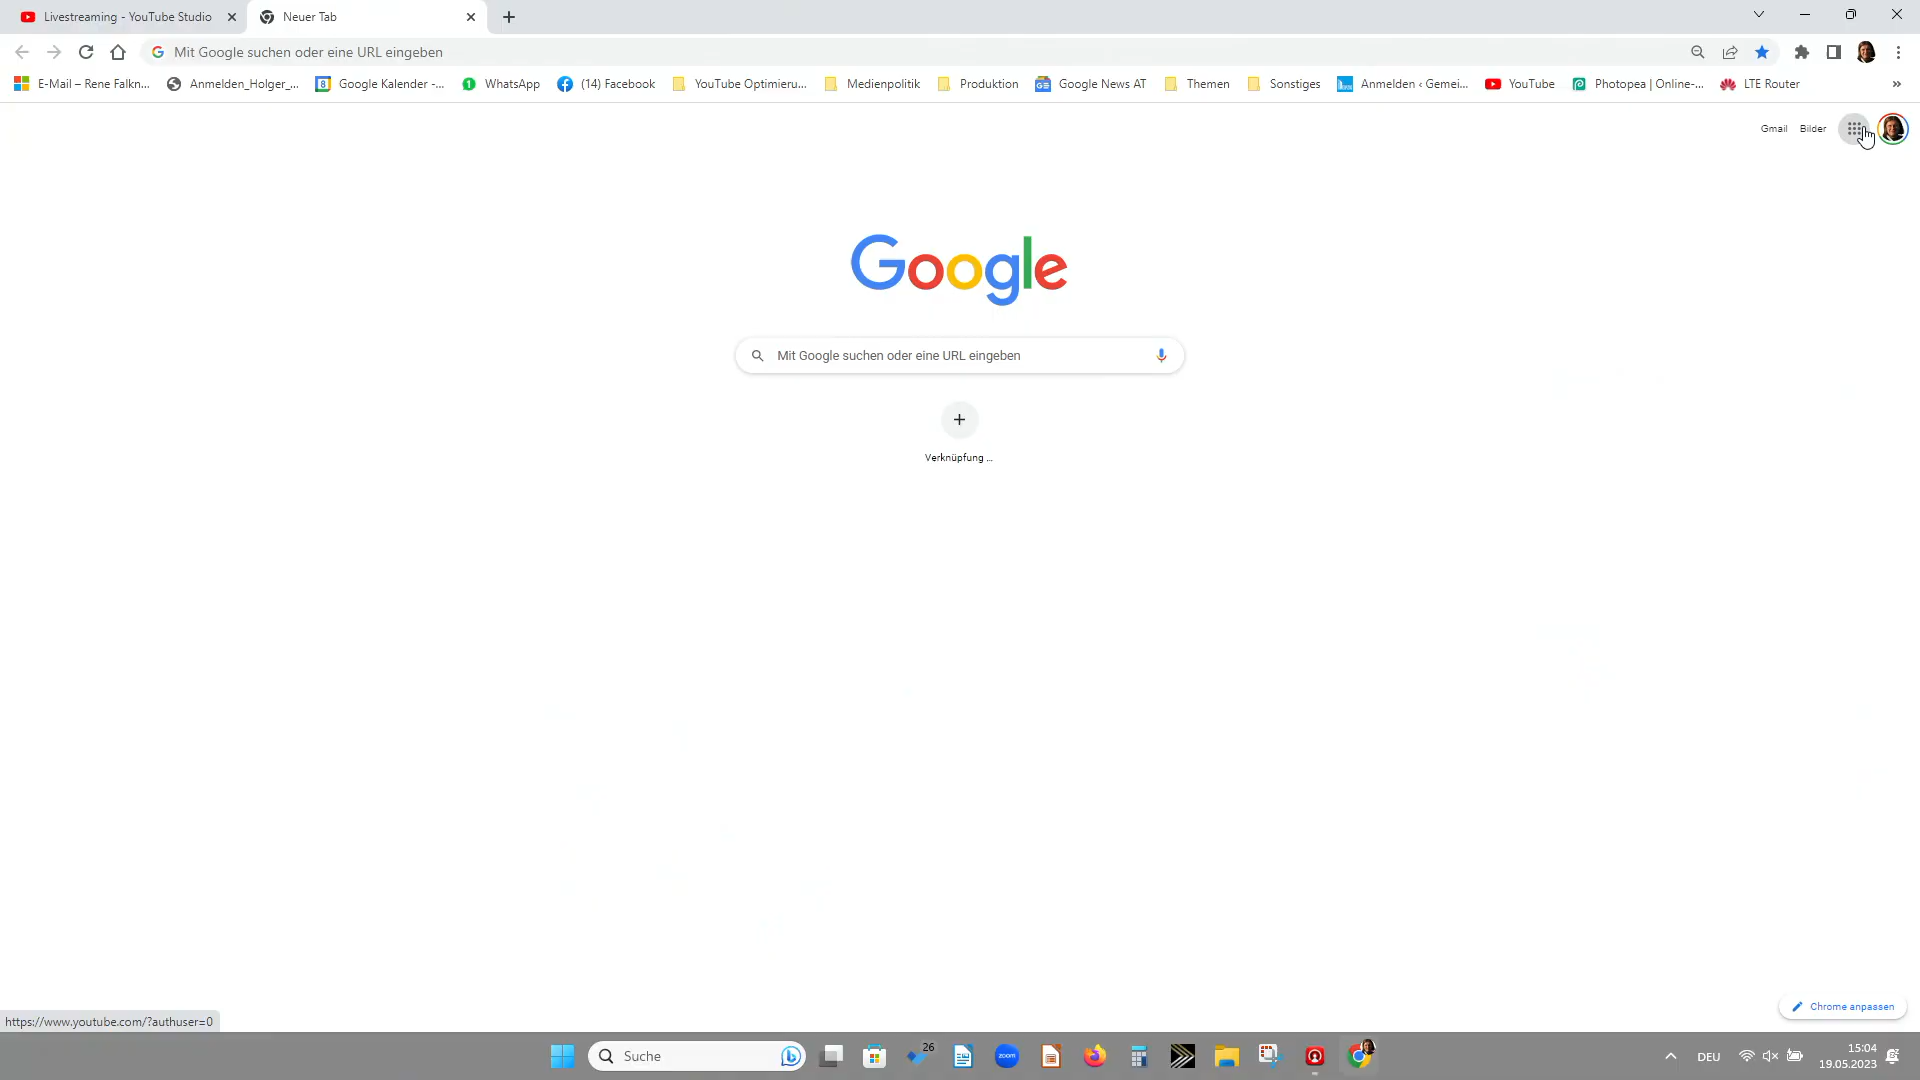 Livestreaming - YouTube Studio
Neuer Tab
Mit Google suchen oder eine URL eingeben
E-Mail – Rene Falkn...
Anmelden_Holger_...
Google Kalender -...
WhatsApp
(14) Facebook
YouTube Optimieru...
Medienpolitik
Produktion
Google News AT
Themen
Sonstiges
Anmelden ‹ Gemei...
YouTube
Photopea | Online-...
LTE Router
»
Gmail
Bilder
Google
Mit Google suchen oder eine URL eingeben
Verknüpfung ...
Chrome anpassen
https://www.youtube.com/?authuser=0
Suche
26
zoom
DEU
15:04
19.05.2023